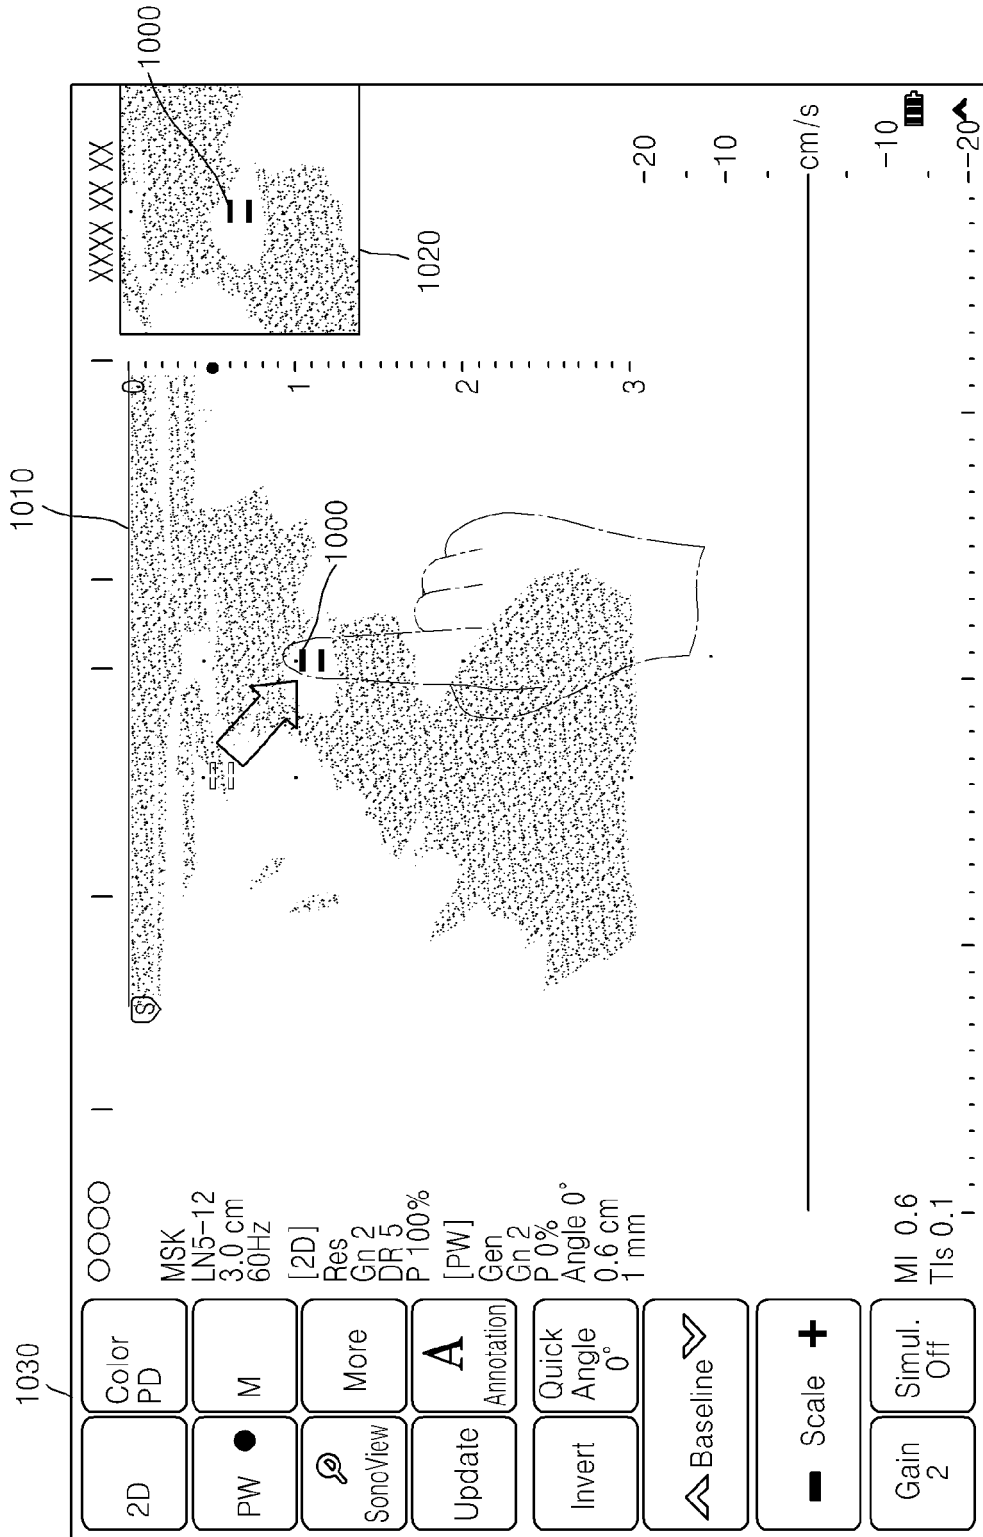 1030
1010
1000
1000
1020
2D
Color
PD
PW
M
SonoView
More
Update
A
Annotation
Invert
Quick
Angle
0°
Baseline
Scale
Gain
2
Simul.
Off
OOOO
MSK
LN5-12
3.0 cm
60Hz
[2D]
Res
Gn 2
DR 5
P 100%
[PW]
Gen
Gn 2
P 0%
Angle 0°
0.6 cm
1 mm
MI 0.6
TIs 0.1
S
0
1
2
3
XXXX XX XX
-20
-10
cm/s
-10
-20